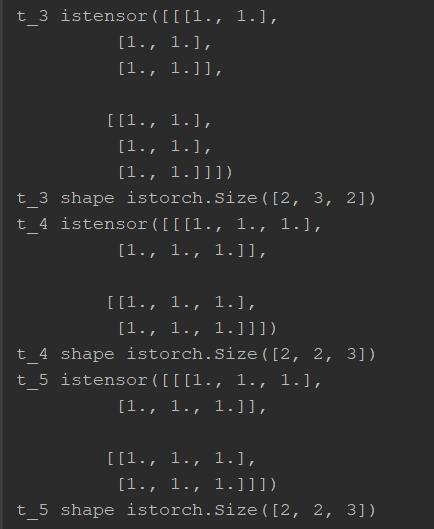 t_3 istensor([[[1., 1.],
         [1., 1.],
         [1., 1.]],

        [[1., 1.],
         [1., 1.],
         [1., 1.]]])
t_3 shape istorch.Size([2, 3, 2])
t_4 istensor([[[1., 1., 1.],
         [1., 1., 1.]],

        [[1., 1., 1.],
         [1., 1., 1.]]])
t_4 shape istorch.Size([2, 2, 3])
t_5 istensor([[[1., 1., 1.],
         [1., 1., 1.]],

        [[1., 1., 1.],
         [1., 1., 1.]]])
t_5 shape istorch.Size([2, 2, 3])